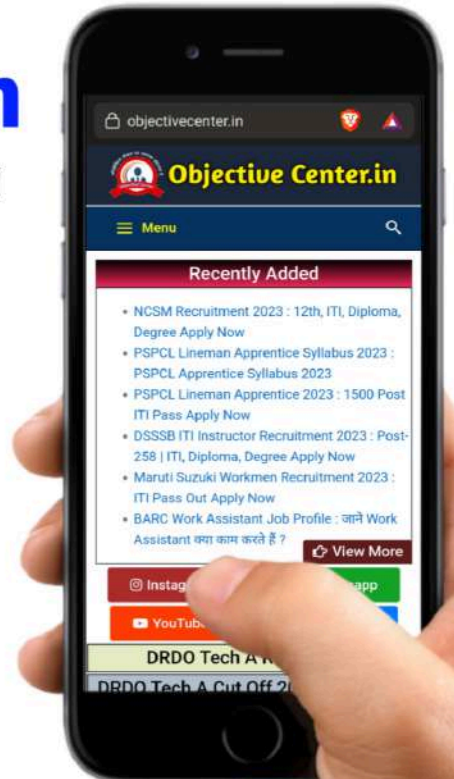 objectivecenter.in
Objective Center.in
Menu
Recently Added
NCSM Recruitment 2023 : 12th, ITI, Diploma,
Degree Apply Now
PSPCL Lineman Apprentice Syllabus 2023 :
PSPCL Apprentice Syllabus 2023
PSPCL Lineman Apprentice 2023 : 1500 Post
ITI Pass Apply Now
DSSSB ITI Instructor Recruitment 2023 : Post-
258 | ITI, Diploma, Degree Apply Now
Maruti Suzuki Workmen Recruitment 2023 :
ITI Pass Out Apply Now
BARC Work Assistant Job Profile : जाने Work
Assistant क्या काम करते हैं ?
View More
DRDO Tech A
DRDO Tech A Cut Off